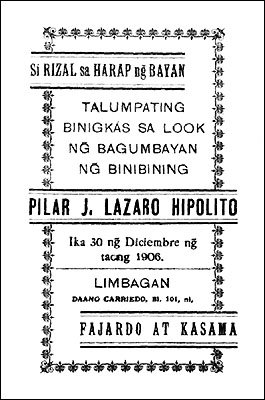 Si RIZAL sa HARAP ng̃ BAYAN
TALUMPATING
BINIGKÁS SA LOOK
NG̃ BAGUMBAYAN
NG̃ BINIBINING
PILAR J. LAZARO HIPOLITO
Ika 30 ng̃ Diciembre ng̃
taong 1906.
LIMBAGAN
DAANG CARRIEDO, Bl. 101, ni,
FAJARDO AT KASAMA